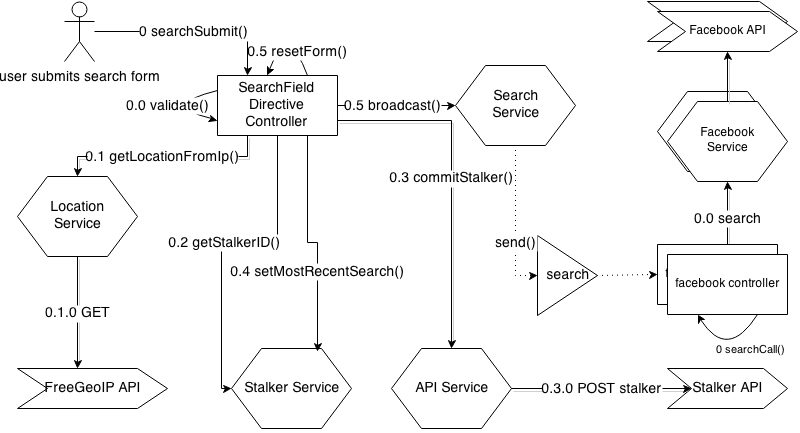 0 searchSubmit()
Facebook API
0.5 resetForm()
user submits search form
SearchField
Directive
Controller
0.0 validate()
0.5 broadcast()
Search
Service
Facebook
Service
0.1 getLocationFromIp()
0.3 commitStalker()
Location
Service
0.0 search
0.2 getStalkerID()
send()
0.4 setMostRecentSearch()
search
facebook controller
0.1.0 GET
0 searchCall()
FreeGeoIP API
Stalker Service
API Service
0.3.0 POST stalker
Stalker API